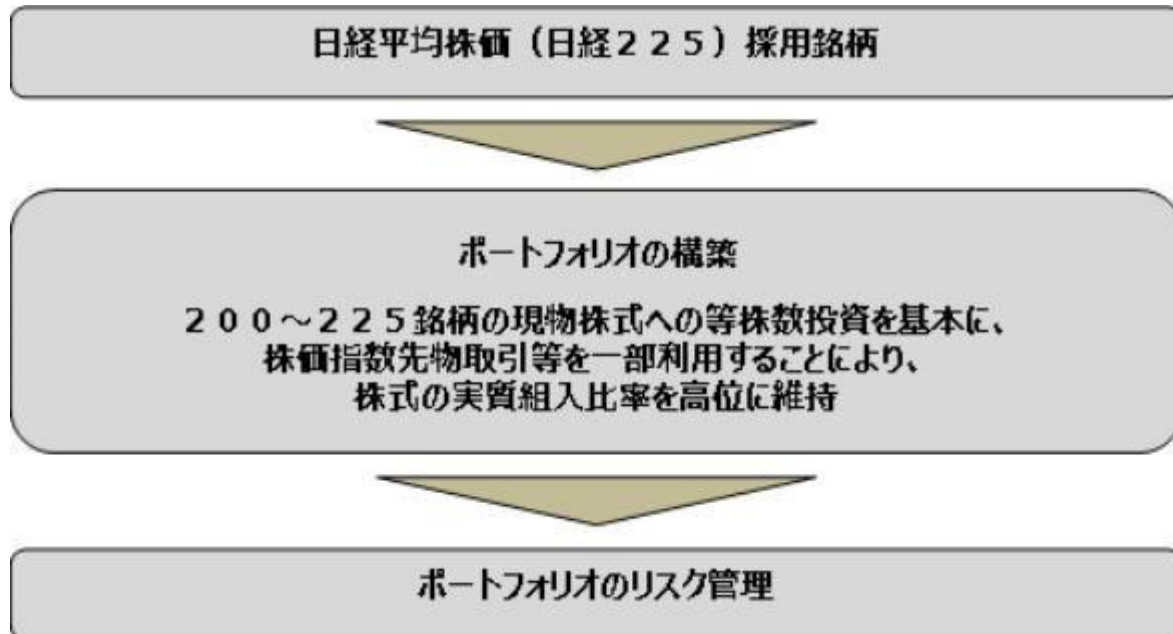 日経平均株価（日経２２５）採用銘柄
ポートフォリオの構築
２００～２２５銘柄の現物株式への等株数投資を基本に、
株価指数先物取引等を一部利用することにより、
株式の実質組入比率を高位に維持
ポートフォリオのリスク管理